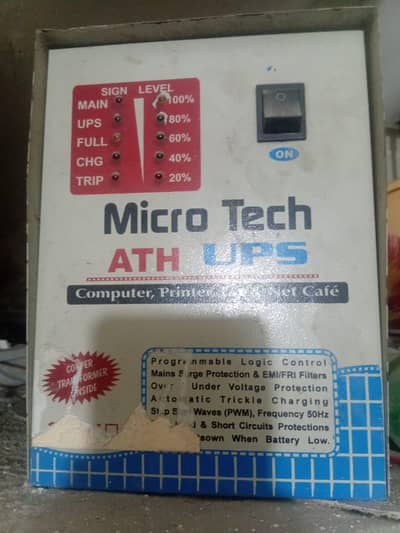 SIGN LEVEL
MAIN 100%
UPS 80%
FULL 60%
CHG 40%
TRIP 20%
ON
Micro Tech
ATH UPS
Computer, Printer, Net Café
COPPER
TRANSFORMER
INSIDE
Programmable Logic Control
Mains Surge Protection & EMI/FRI Filters
Over Under Voltage Protection
Automatic Trickle Charging
Step Waves (PWM), Frequency 50Hz
& Short Circuits Protections
When Battery Low.